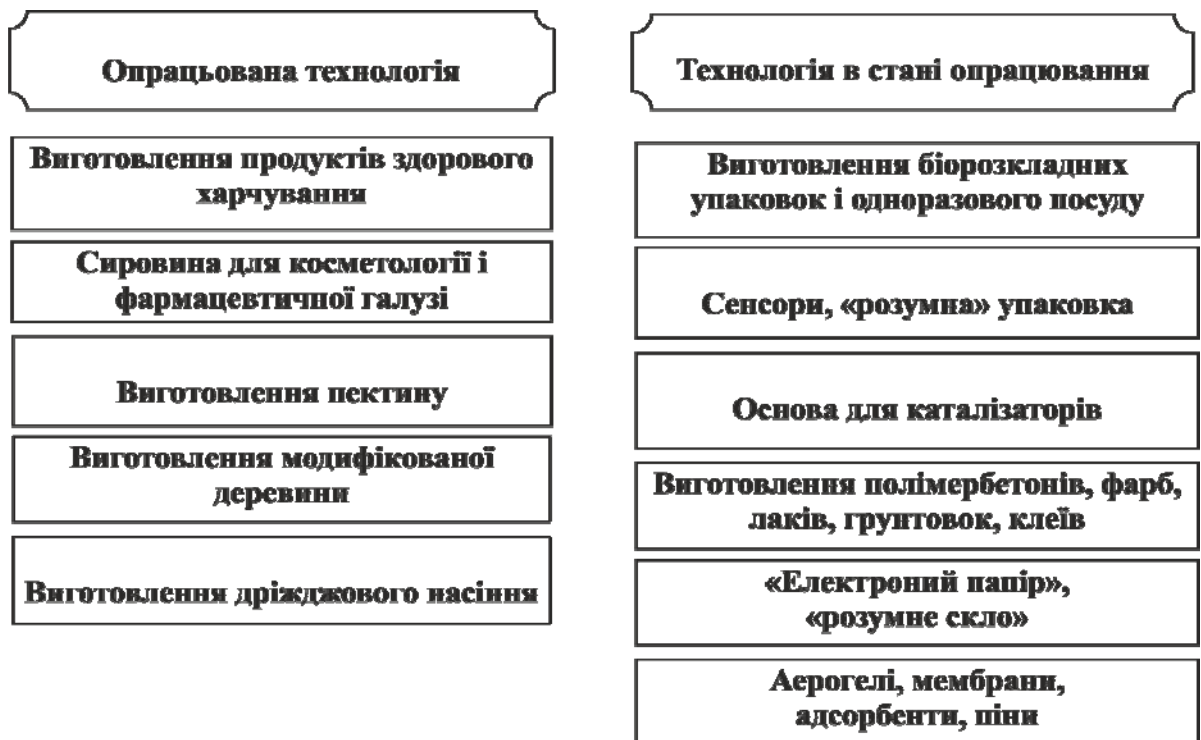 Опрацьована технологія
Виготовлення продуктів здорового
харчування
Сировина для косметології і
фармацевтичної галузі
Виготовлення пектину
Виготовлення модифікованої
деревини
Виготовлення дріжджового насіння
Технологія в стані опрацювання
Виготовлення біорозкладних
упаковок і одноразового посуду
Сенсори, «розумна» упаковка
Основа для каталізаторів
Виготовлення полімербетонів, фарб,
лаків, грунтовок, клеїв
«Електроний папір»,
«розумне скло»
Аерогелі, мембрани,
адсорбенти, піни